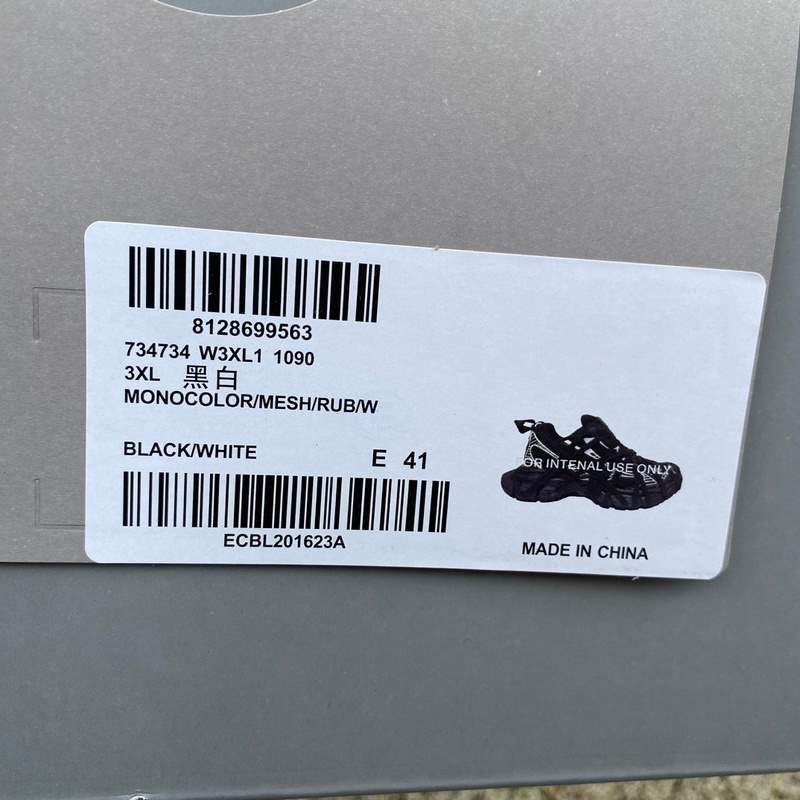 8128699563
734734 W3XL1 1090
3XL 黑白
MONOCOLOR/MESH/RUB/W
BLACK/WHITE E 41
ECBL201623A
OR INTENAL USE ONLY
MADE IN CHINA